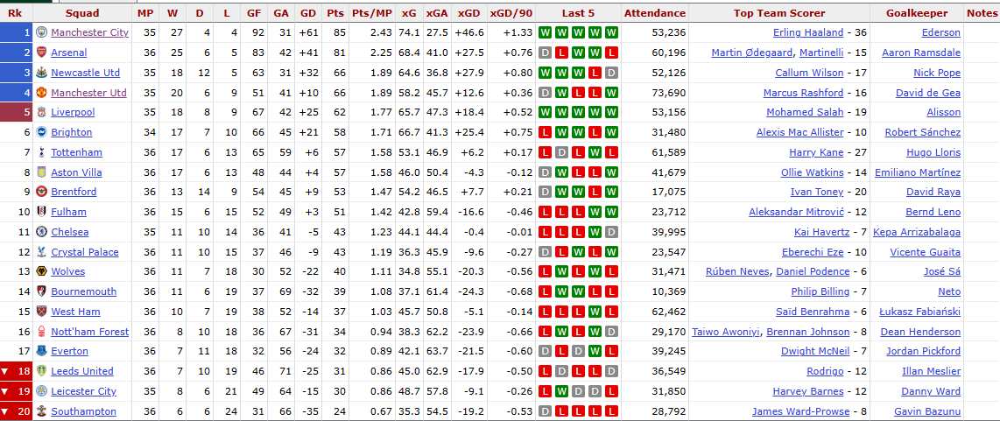 Rk Squad MP W D L GF GA GD Pts Pts/MP xG xGA xGD xGD/90 Last 5 Attendance Top Team Scorer Goalkeeper Notes
1 Manchester City 35 27 4 4 92 31 +61 85 2.43 74.1 27.5 +46.6 +1.33 W W W W W 53,236 Erling Haaland - 36 Ederson
2 Arsenal 36 25 6 5 83 42 +41 81 2.25 68.4 41.0 +27.5 +0.76 D L W W L 60,196 Martin Ødegaard, Martinelli - 15 Aaron Ramsdale
3 Newcastle Utd 35 18 12 5 63 31 +32 66 1.89 64.6 36.8 +27.9 +0.80 W W W L D 52,126 Callum Wilson - 17 Nick Pope
4 Manchester Utd 35 20 6 9 51 41 +10 66 1.89 58.2 45.7 +12.6 +0.36 D W L L W 73,690 Marcus Rashford - 16 David de Gea
5 Liverpool 35 18 8 9 67 42 +25 62 1.77 65.7 47.3 +18.4 +0.52 W W W W W 53,156 Mohamed Salah - 19 Alisson
6 Brighton 34 17 7 10 66 45 +21 58 1.71 66.7 41.3 +25.4 +0.75 L W W L W 31,480 Alexis Mac Allister - 10 Robert Sánchez
7 Tottenham 36 17 6 13 65 59 +6 57 1.58 53.1 46.9 +6.2 +0.17 L D L W L 61,589 Harry Kane - 27 Hugo Lloris
8 Aston Villa 36 17 6 13 48 44 +4 57 1.58 46.0 50.4 -4.3 -0.12 D W L L W 41,679 Ollie Watkins - 14 Emiliano Martínez
9 Brentford 36 13 14 9 54 45 +9 53 1.47 54.2 46.5 +7.7 +0.21 D W W L W 17,075 Ivan Toney - 20 David Raya
10 Fulham 36 15 6 15 52 49 +3 51 1.42 42.8 59.4 -16.6 -0.46 L L L W W 23,712 Aleksandar Mitrović - 12 Bernd Leno
11 Chelsea 35 11 10 14 36 41 -5 43 1.23 44.1 44.4 -0.4 -0.01 L L L W D 39,995 Kai Havertz - 7 Kepa Arrizabalaga
12 Crystal Palace 36 11 10 15 37 46 -9 43 1.19 36.3 45.9 -9.6 -0.27 D L W L W 23,547 Eberechi Eze - 10 Vicente Guaita
13 Wolves 36 11 7 18 30 52 -22 40 1.11 34.8 55.1 -20.3 -0.56 L W L W L 31,471 Rúben Neves, Daniel Podence - 6 José Sá
14 Bournemouth 36 11 6 19 37 69 -32 39 1.08 37.1 61.4 -24.3 -0.68 L W W L L 10,369 Philip Billing - 7 Neto
15 West Ham 36 10 7 19 38 52 -14 37 1.03 45.7 50.8 -5.1 -0.14 L L L W L 62,462 Saïd Benrahma - 6 Łukasz Fabiański
16 Nott'ham Forest 36 8 10 18 36 67 -31 34 0.94 38.3 62.2 -23.9 -0.66 L W L W D 29,170 Taiwo Awoniyi, Brennan Johnson - 8 Dean Henderson
17 Everton 36 7 11 18 32 56 -24 32 0.89 42.1 63.7 -21.5 -0.60 D L D W L 39,245 Dwight McNeil - 7 Jordan Pickford
▼ 18 Leeds United 36 7 10 19 46 71 -25 31 0.86 45.0 62.9 -17.9 -0.50 L D L L D 36,549 Rodrigo - 12 Illan Meslier
▼ 19 Leicester City 35 8 6 21 49 64 -15 30 0.86 48.7 57.8 -9.1 -0.26 L W D D L 31,850 Harvey Barnes - 12 Danny Ward
▼ 20 Southampton 36 6 6 24 31 66 -35 24 0.67 35.3 54.5 -19.2 -0.53 D L L L L 28,792 James Ward-Prowse - 8 Gavin Bazunu